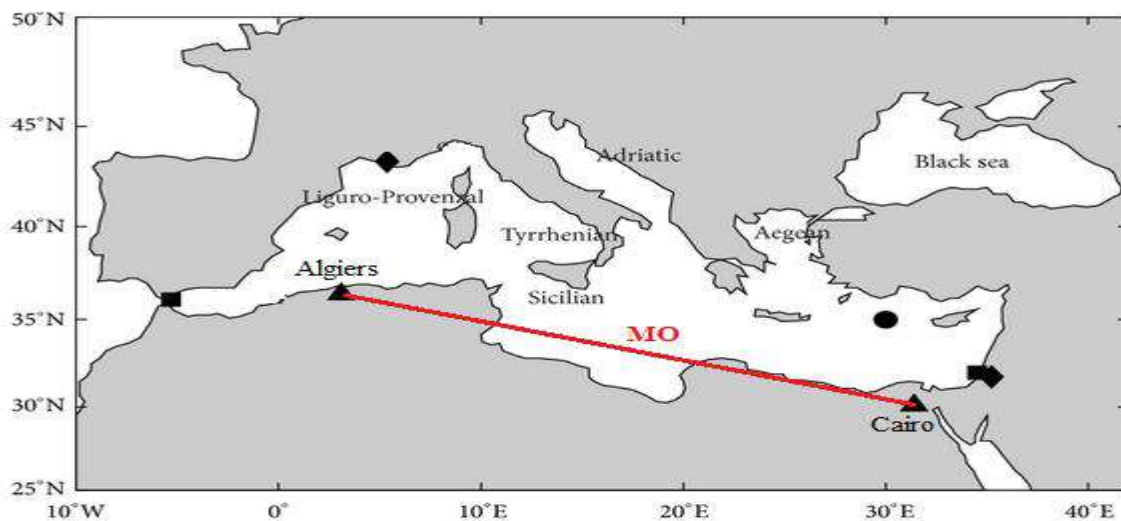 50°N
45°N
Adriatic
Black sea
Liguro-Provenzal
40°N
Tyrrhenian
Aegean
Algiers
Sicilian
35°N
MO
30°N
Cairo
25°N
10°W 0° 10°E 20°E 30°E 40°E